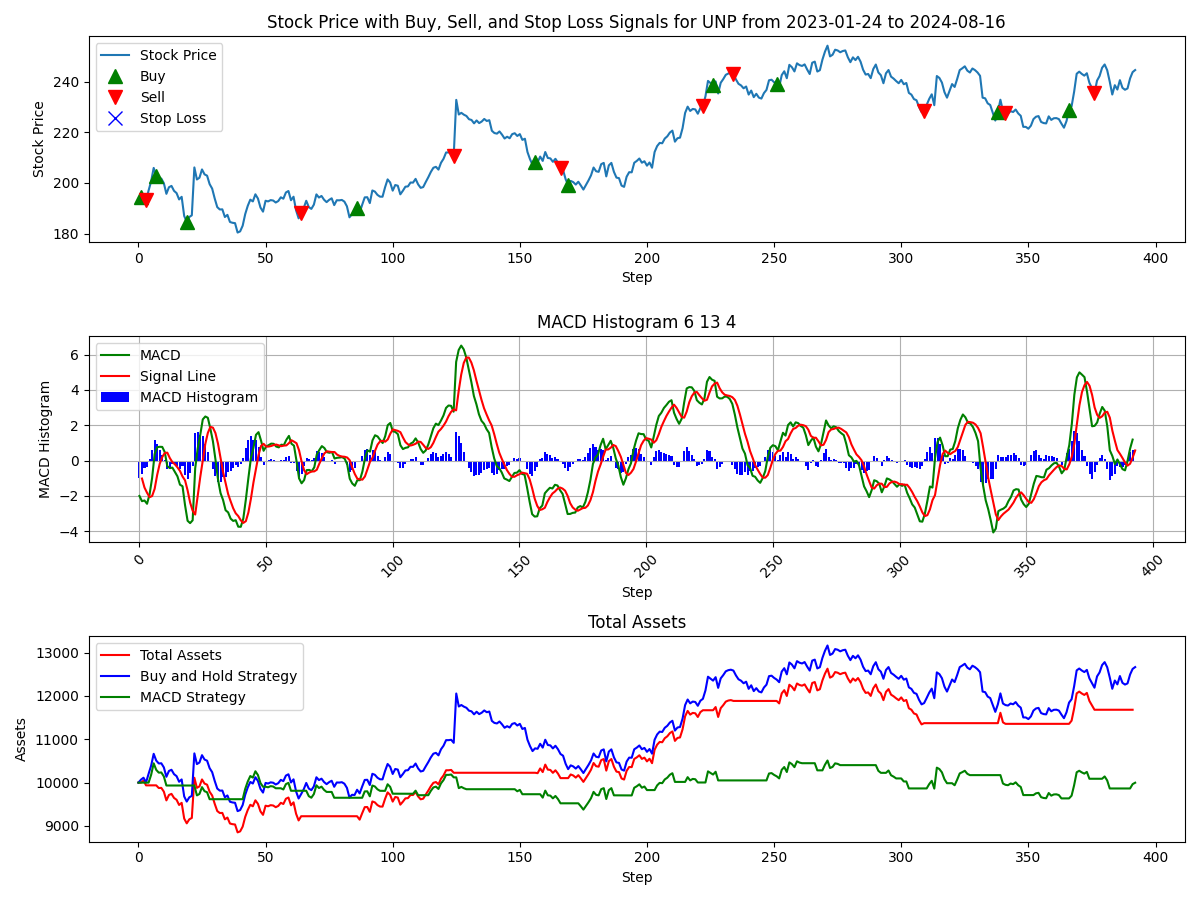 Stock Price with Buy, Sell, and Stop Loss Signals for UNP from 2023-01-24 to 2024-08-16
Stock Price
Buy
Sell
Stop Loss
Stock Price
240
220
200
180
0 50 100 150 200 250 300 350 400
Step
MACD Histogram 6 13 4
MACD
Signal Line
MACD Histogram
MACD Histogram
6
4
2
0
−2
−4
0 50 100 150 200 250 300 350 400
Step
Total Assets
Total Assets
Buy and Hold Strategy
MACD Strategy
Assets
13000
12000
11000
10000
9000
0 50 100 150 200 250 300 350 400
Step